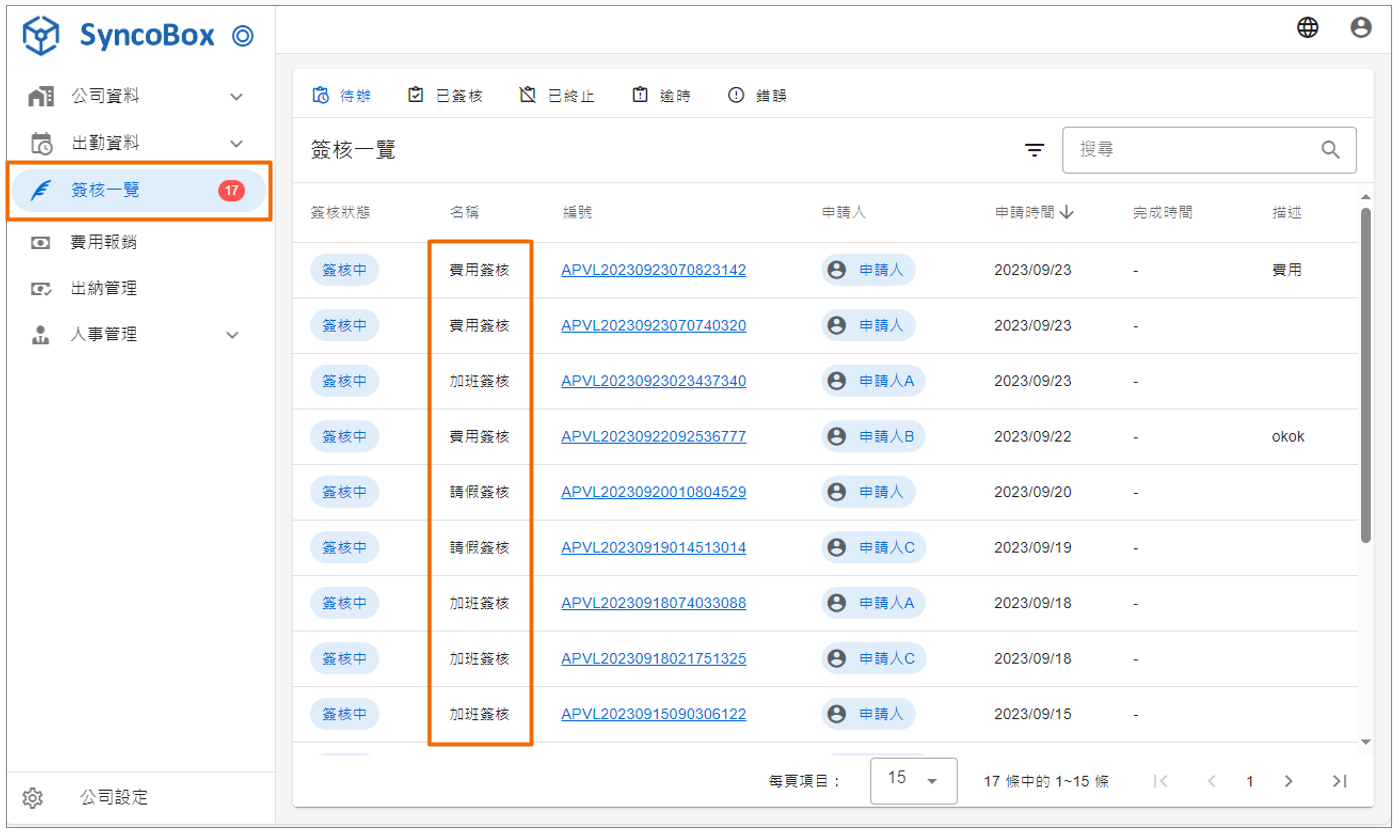 SyncoBox
公司資料
出勤資料
簽核一覽 17
費用報銷
出納管理
人事管理
公司設定
待辦 已簽核 已終止 逾時 錯誤
簽核一覽 搜尋
簽核狀態 名稱 編號 申請人 申請時間 完成時間 描述
簽核中 費用簽核 APVL20230923070823142 申請人 2023/09/23 - 費用
簽核中 費用簽核 APVL20230923070740320 申請人 2023/09/23 -
簽核中 加班簽核 APVL20230923023437340 申請人A 2023/09/23 -
簽核中 費用簽核 APVL20230922092536777 申請人B 2023/09/22 - okok
簽核中 請假簽核 APVL20230920010804529 申請人 2023/09/20 -
簽核中 請假簽核 APVL20230919014513014 申請人C 2023/09/19 -
簽核中 加班簽核 APVL20230918074033088 申請人A 2023/09/18 -
簽核中 加班簽核 APVL20230918021751325 申請人C 2023/09/18 -
簽核中 加班簽核 APVL20230915090306122 申請人 2023/09/15 -
每頁項目： 15 17 條中的 1~15 條 1